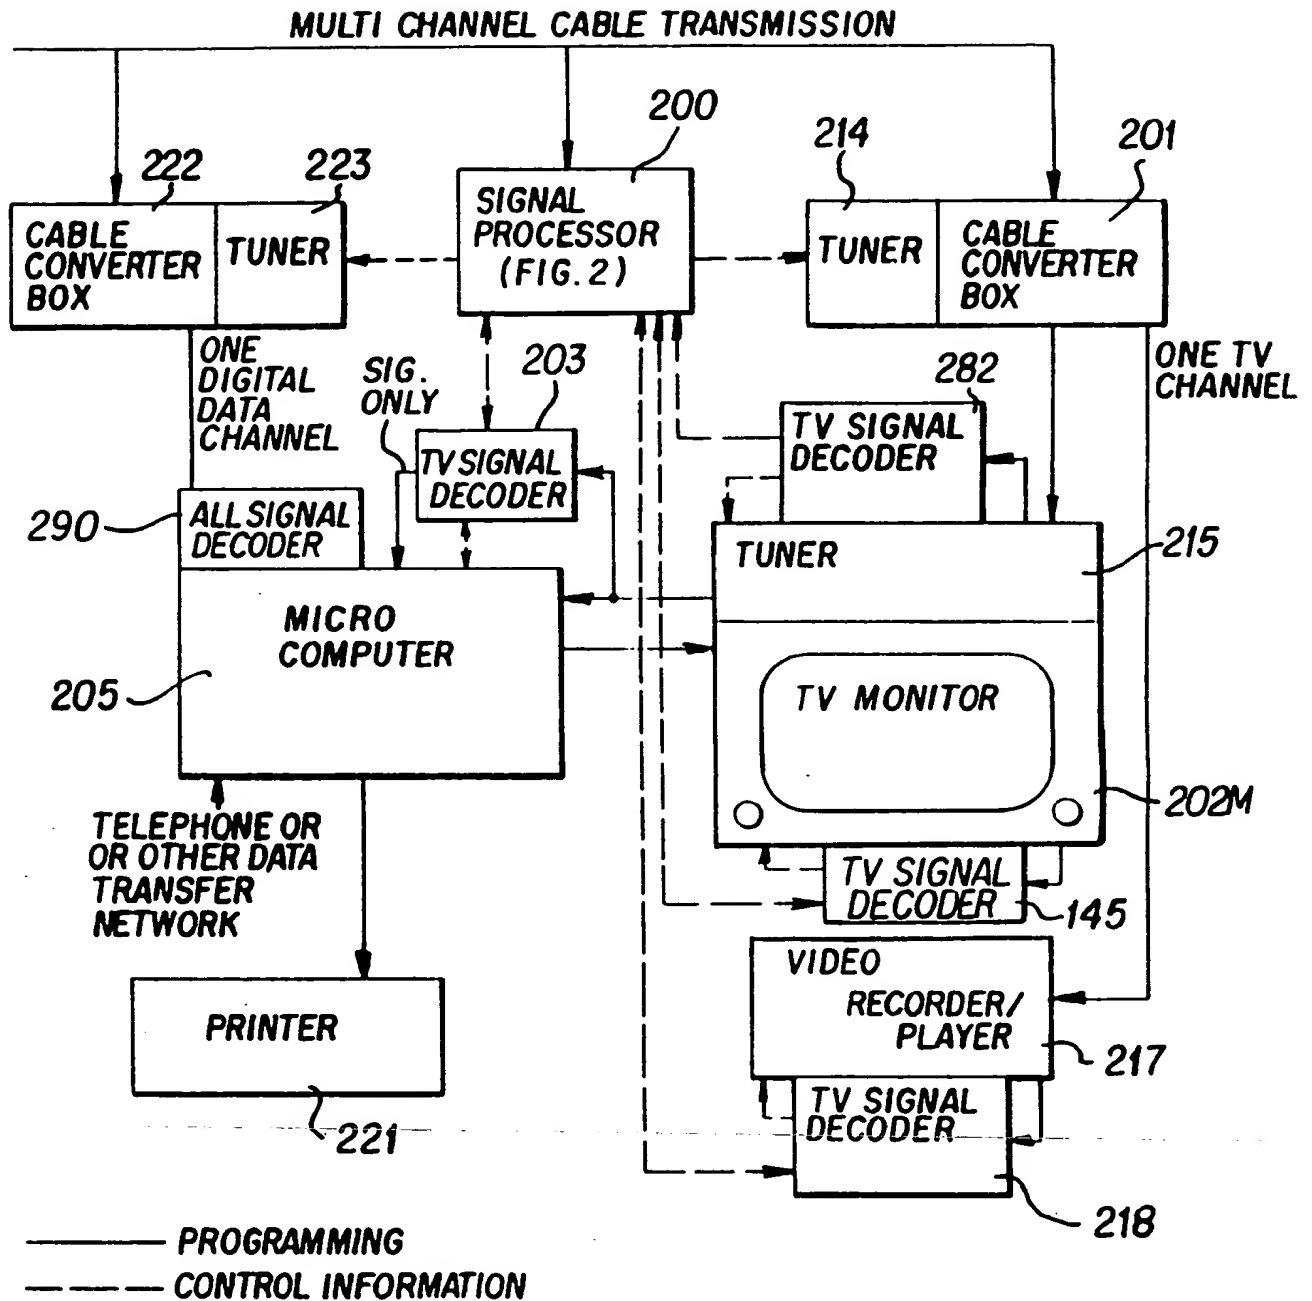 MULTI CHANNEL CABLE TRANSMISSION
200
214
201
222
223
SIGNAL
PROCESSOR
(FIG. 2)
CABLE
CONVERTER
BOX
TUNER
TUNER
CABLE
CONVERTER
BOX
ONE
DIGITAL
DATA
CHANNEL
SIG.
ONLY
203
282
ONE TV
CHANNEL
TV SIGNAL
DECODER
TV SIGNAL
DECODER
290
ALL SIGNAL
DECODER
TUNER
215
MICRO
COMPUTER
205
TV MONITOR
202M
TELEPHONE OR
OR OTHER DATA
TRANSFER
NETWORK
TV SIGNAL
DECODER
145
VIDEO
RECORDER/
PLAYER
217
PRINTER
221
TV SIGNAL
DECODER
218
PROGRAMMING
CONTROL INFORMATION